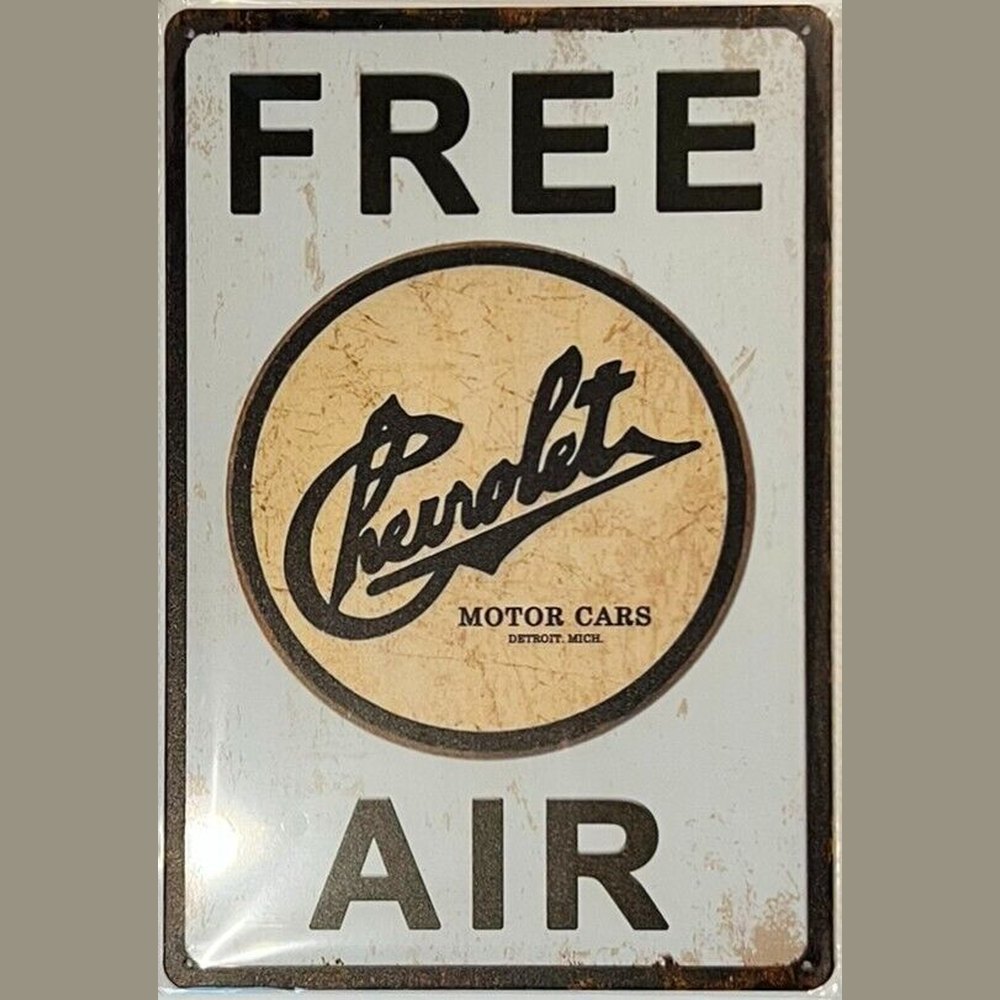 FREE
Chevrolet
MOTOR CARS
DETROIT. MICH.
AIR